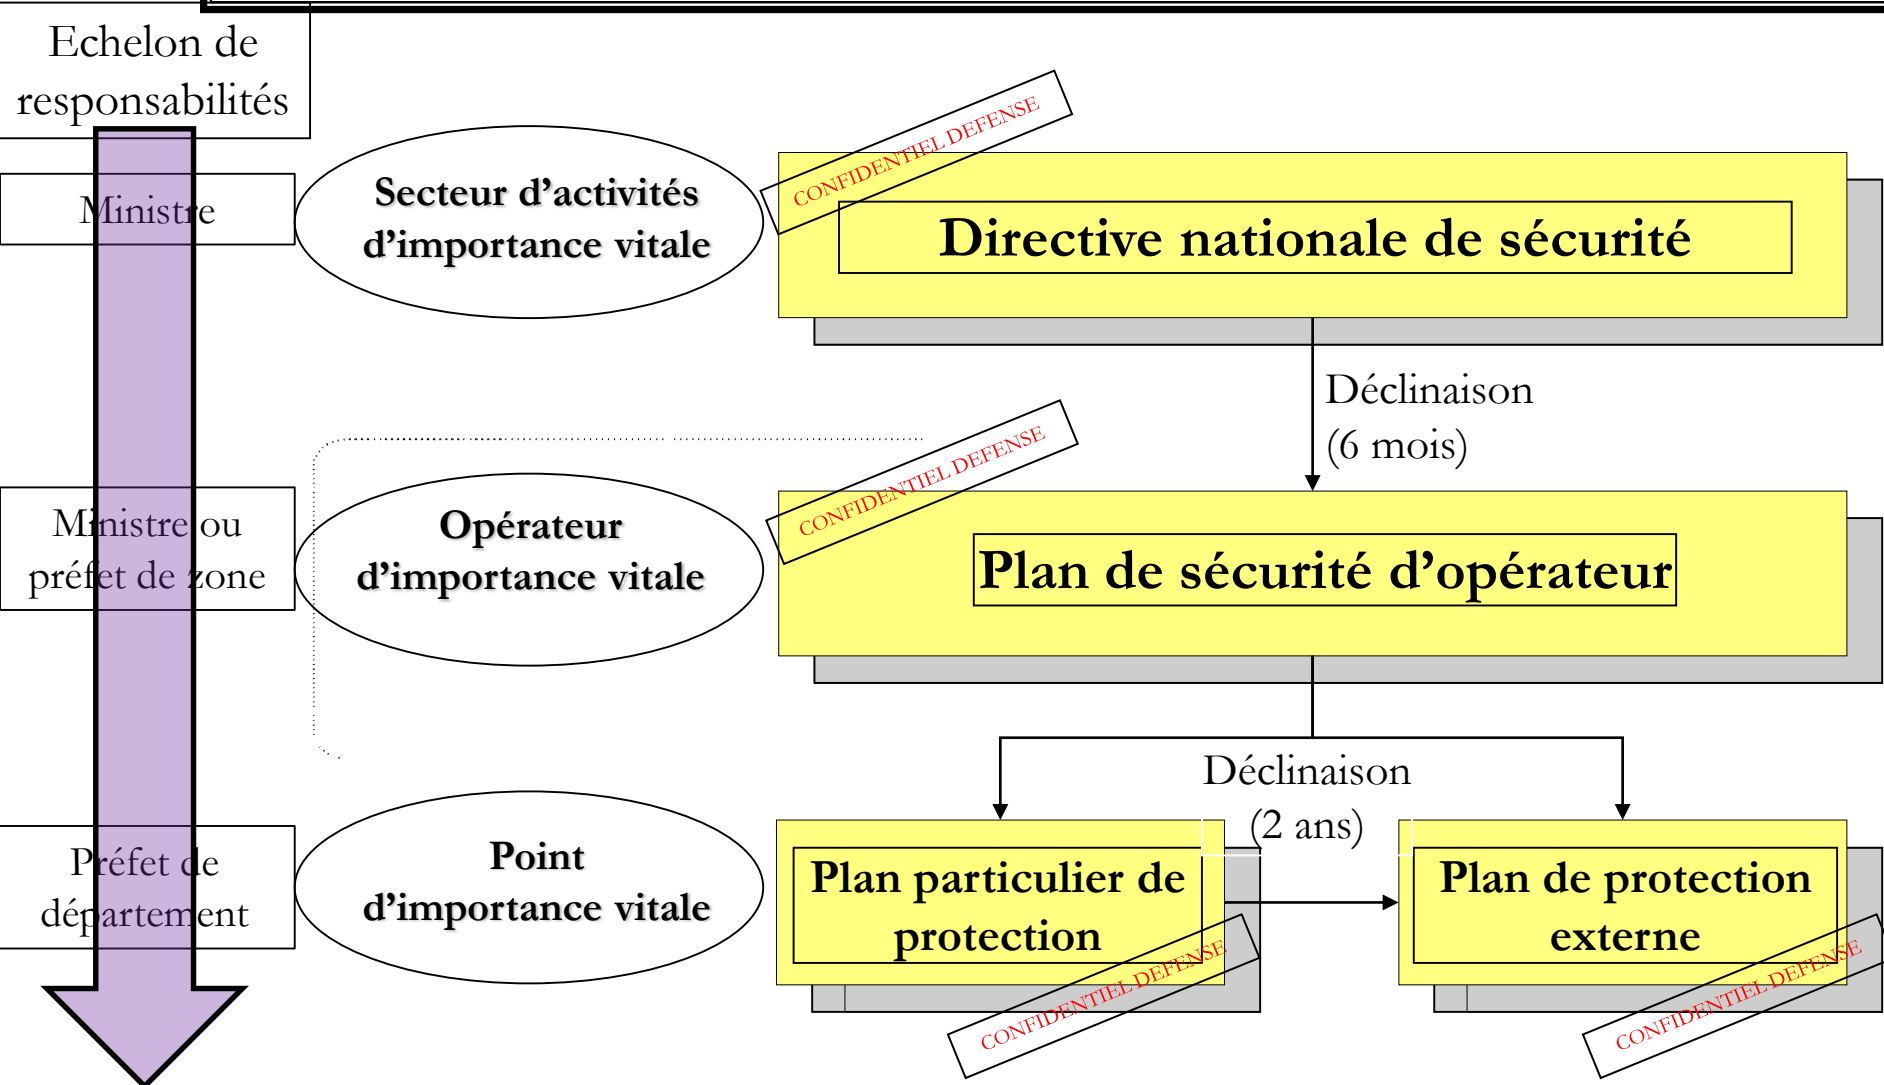 Echelon de
responsabilités
Ministre
Secteur d’activités
d’importance vitale
CONFIDENTIEL DEFENSE
Directive nationale de sécurité
Déclinaison
(6 mois)
Ministre ou
préfet de zone
Opérateur
d’importance vitale
CONFIDENTIEL DEFENSE
Plan de sécurité d’opérateur
Déclinaison
(2 ans)
Préfet de
département
Point
d’importance vitale
Plan particulier de
protection
CONFIDENTIEL DEFENSE
Plan de protection
externe
CONFIDENTIEL DEFENSE